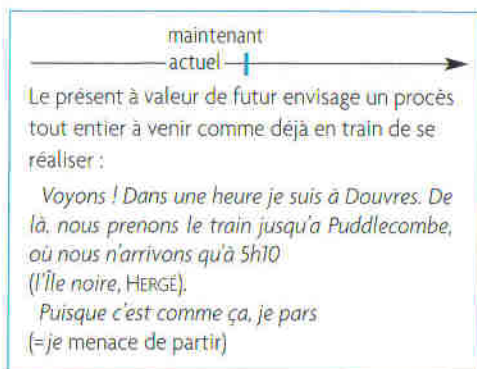 maintenant
actuel
Le présent à valeur de futur envisage un procès
tout entier à venir comme déjà en train de se
réaliser :
Voyons ! Dans une heure je suis à Douvres. De
là, nous prenons le train jusqu'a Puddlecombe,
où nous n'arrivons qu'à 5h10
(l'Île noire, HERGÉ).
Puisque c'est comme ça, je pars
(=je menace de partir)